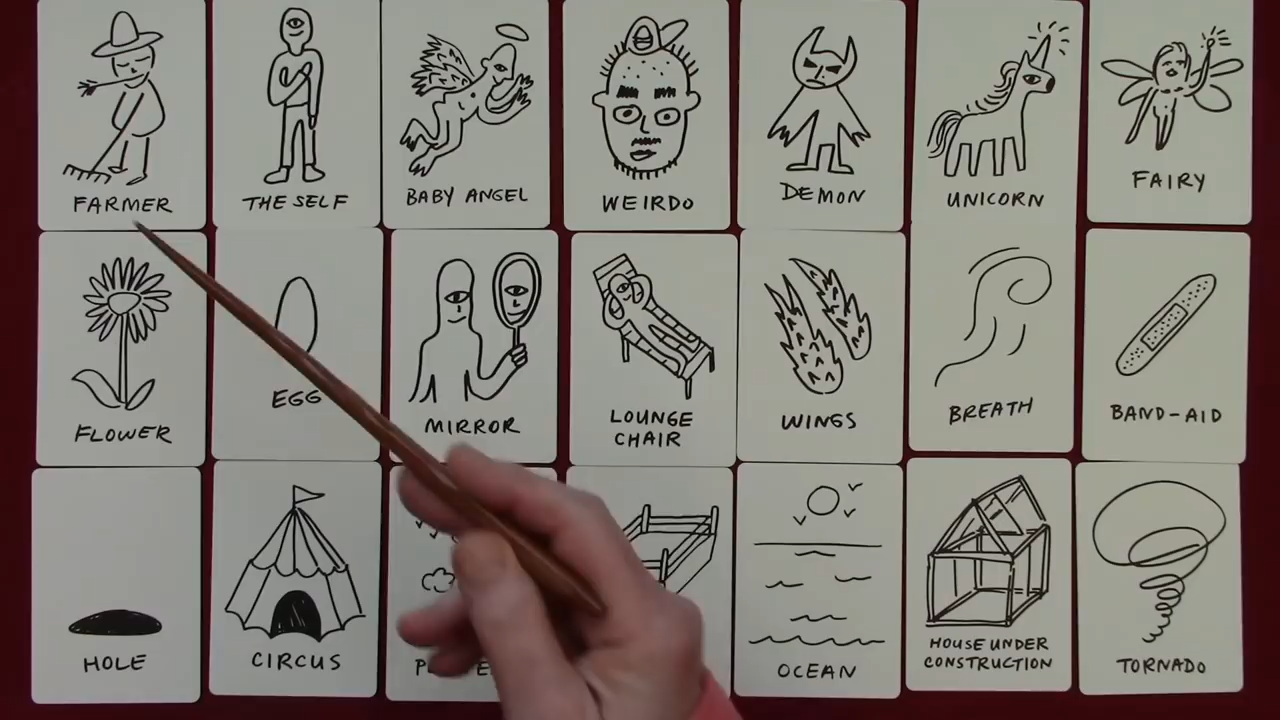 FARMER
THE SELF
BABY ANGEL
WEIRDO
DEMON
UNICORN
FAIRY
FLOWER
EGG
MIRROR
LOUNGE
CHAIR
WINGS
BREATH
BAND-AID
HOLE
CIRCUS
OCEAN
HOUSE UNDER
CONSTRUCTION
TORNADO